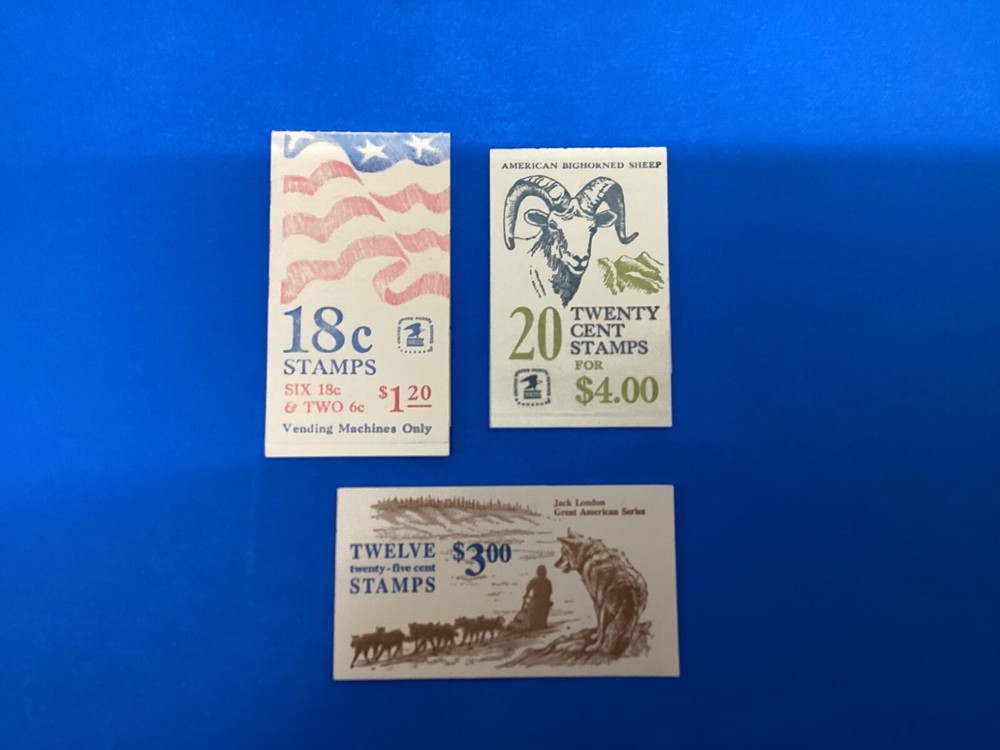 18c
STAMPS
SIX 18c
& TWO 6c
$1 20
Vending Machines Only
AMERICAN BIGHORNED SHEEP
20 TWENTY
CENT
STAMPS
FOR
$4.00
Jack London
Great American Series
TWELVE
twenty-five cent
STAMPS
$3 00